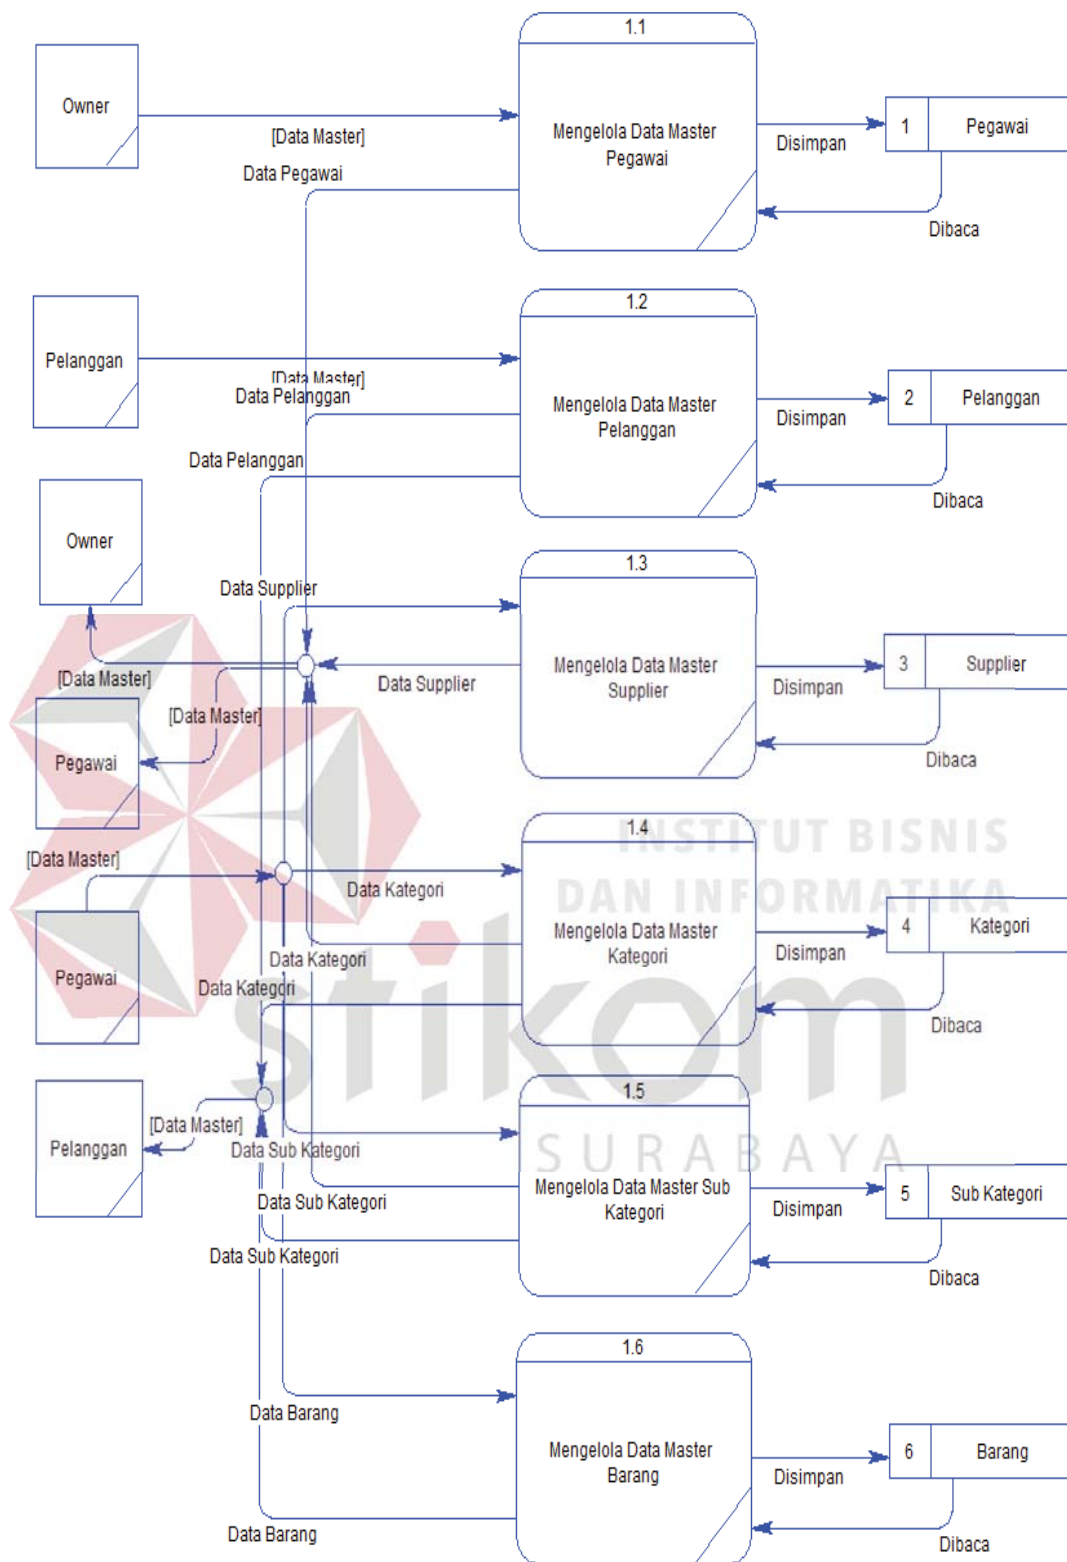 1.1
Owner
[Data Master]
Mengelola Data Master
Pegawai
Disimpan
1
Pegawai
Data Pegawai
Dibaca
1.2
Pelanggan
[Data Master]
Data Pelanggan
Mengelola Data Master
Pelanggan
Disimpan
2
Pelanggan
Data Pelanggan
Dibaca
Owner
1.3
Data Supplier
[Data Master]
Data Supplier
Mengelola Data Master
Supplier
Disimpan
3
Supplier
[Data Master]
Pegawai
Dibaca
1.4
INSTITUT BISNIS
DAN INFORMATIKA
[Data Master]
Data Kategori
Mengelola Data Master
Kategori
Disimpan
4
Kategori
Data Kategori
Pegawai
Data Kategori
Dibaca
stikom
1.5
[Data Master]
Pelanggan
Data Sub Kategori
SURABAYA
Mengelola Data Master Sub
Kategori
Disimpan
5
Sub Kategori
Data Sub Kategori
Data Sub Kategori
Dibaca
1.6
Data Barang
Mengelola Data Master
Barang
Disimpan
6
Barang
Data Barang
Dibaca